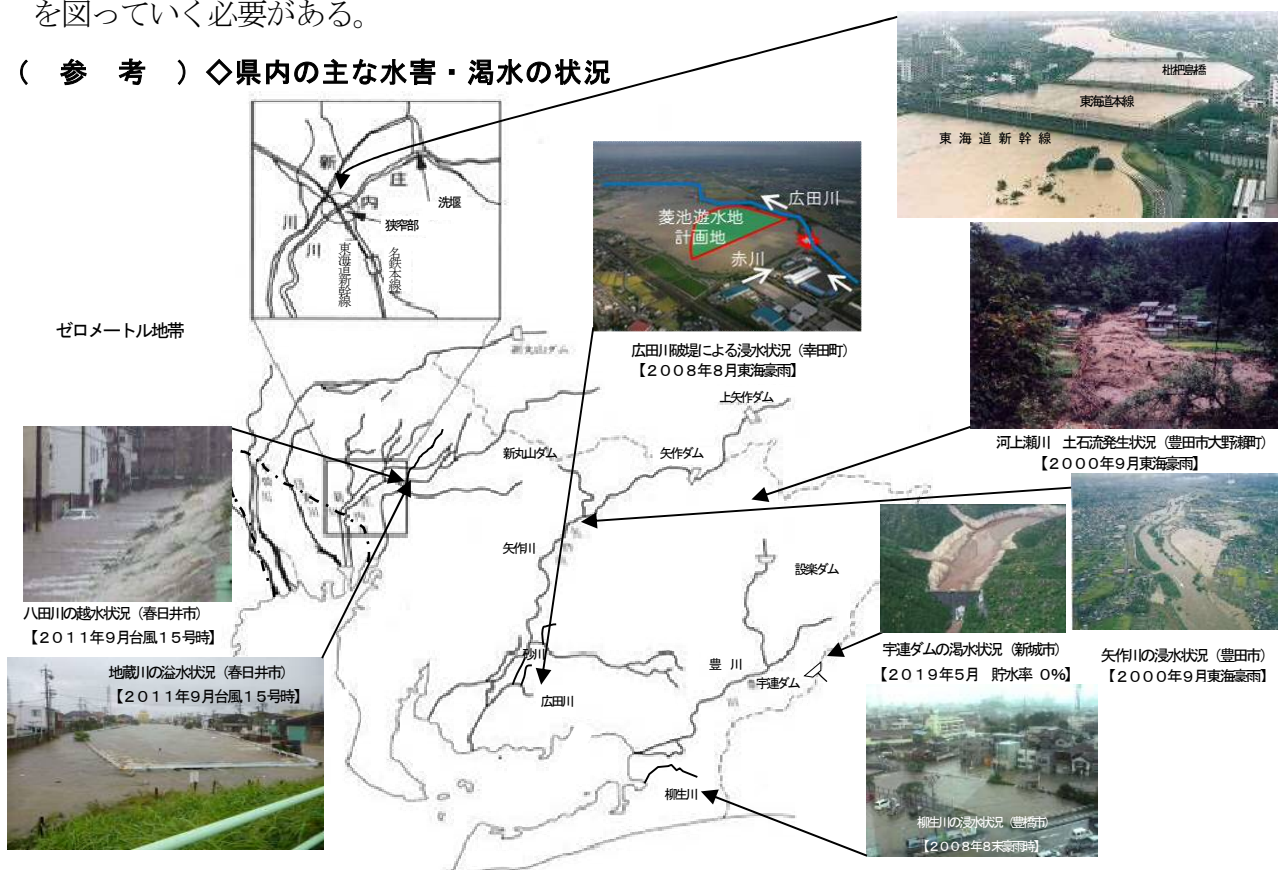 を図っていく必要がある。
（　参　考　）◇県内の主な水害・渇水の状況
枇杷島橋
東海道本線
東海道新幹線
新
川
庄
内
川
洗堰
狭窄部
東海道新幹線
名鉄本線
広田川
菱池遊水地
計画地
赤川
ゼロメートル地帯
広田川破堤による浸水状況（幸田町）
【２００８年８月東海豪雨】
河上瀬川　土石流発生状況（豊田市大野瀬町）
【２０００年９月東海豪雨】
新丸山ダム
上矢作ダム
新丸山ダム
矢作ダム
矢作川
設楽ダム
八田川の越水状況（春日井市）
【２０１１年９月台風１５号時】
地蔵川の溢水状況（春日井市）
【２０１１年９月台風１５号時】
宇連ダムの渇水状況（新城市）
【２０１９年５月　貯水率 ０%】
矢作川の浸水状況（豊田市）
【２０００年９月東海豪雨】
砂川
広田川
豊 川
宇連ダム
柳生川
柳生川の浸水状況（豊橋市）
【２００８年８末豪雨時】